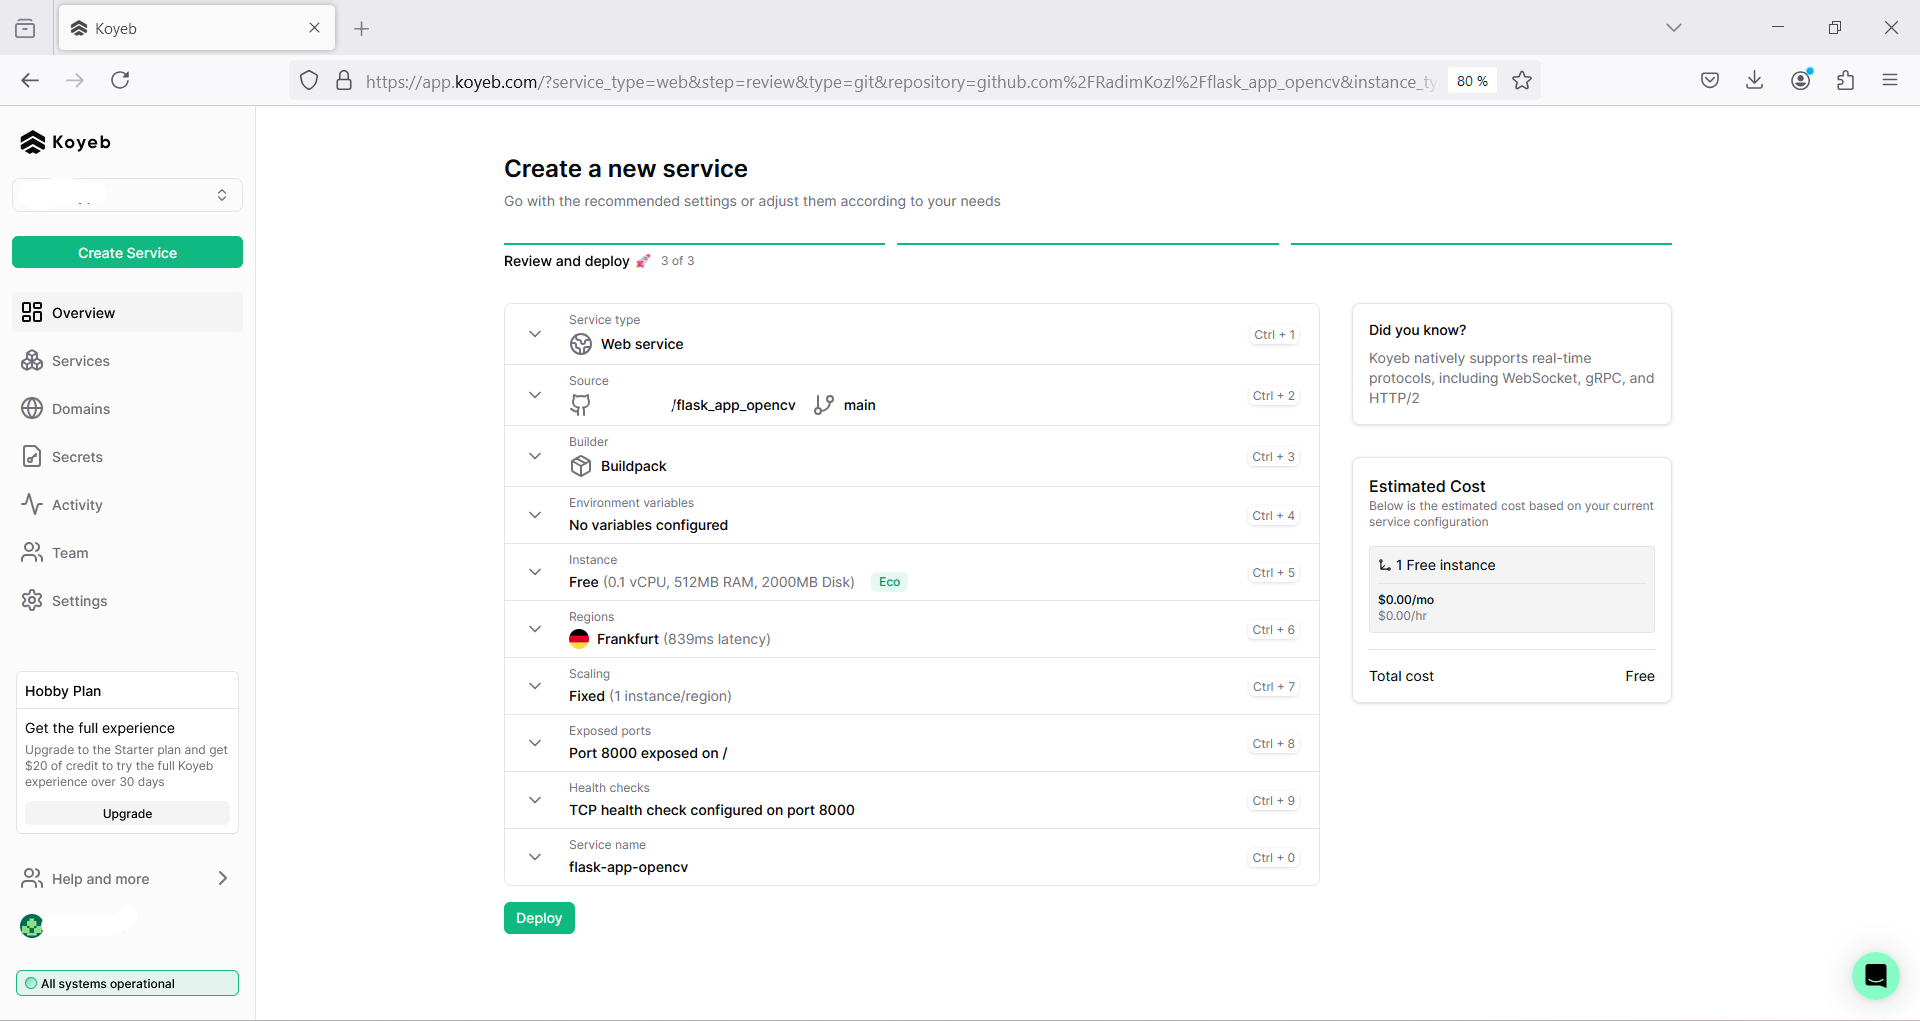 Koyeb
https://app.koyeb.com/?service_type=web&step=review&type=git&repository=github.com%2FRadimKozl%2Fflask_app_opencv&instance_ty
80 %
Koyeb
Create Service
Overview
Services
Domains
Secrets
Activity
Team
Settings
Hobby Plan
Get the full experience
Upgrade to the Starter plan and get
$20 of credit to try the full Koyeb
experience over 30 days
Upgrade
Help and more
All systems operational
Create a new service
Go with the recommended settings or adjust them according to your needs
Review and deploy 🚀 3 of 3
Service type
Web service
Ctrl + 1
Source
/flask_app_opencv main
Ctrl + 2
Builder
Buildpack
Ctrl + 3
Environment variables
No variables configured
Ctrl + 4
Instance
Free (0.1 vCPU, 512MB RAM, 2000MB Disk) Eco
Ctrl + 5
Regions
Frankfurt (839ms latency)
Ctrl + 6
Scaling
Fixed (1 instance/region)
Ctrl + 7
Exposed ports
Port 8000 exposed on /
Ctrl + 8
Health checks
TCP health check configured on port 8000
Ctrl + 9
Service name
flask-app-opencv
Ctrl + 0
Deploy
Did you know?
Koyeb natively supports real-time
protocols, including WebSocket, gRPC, and
HTTP/2
Estimated Cost
Below is the estimated cost based on your current
service configuration
1 Free instance
$0.00/mo
$0.00/hr
Total cost Free